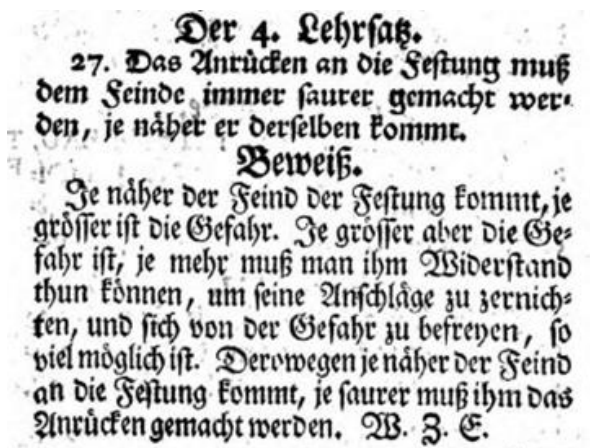 Der 4. Lehrsatz.
27. Das Anrücken an die Festung muß
dem Feinde immer saurer gemacht wer-
den, je näher er derselben kommt.
Beweiß.
Je näher der Feind der Festung kommt, je
grösser ist die Gefahr. Je grösser aber die Ge-
fahr ist, je mehr muß man ihm Widerstand
thun können, um seine Anschläge zu zernich-
ten, und sich von der Gefahr zu befreyen, so
viel möglich ist. Derowegen je näher der Feind
an die Festung kommt, je saurer muß ihm das
Anrücken gemacht werden. W. Z. E.